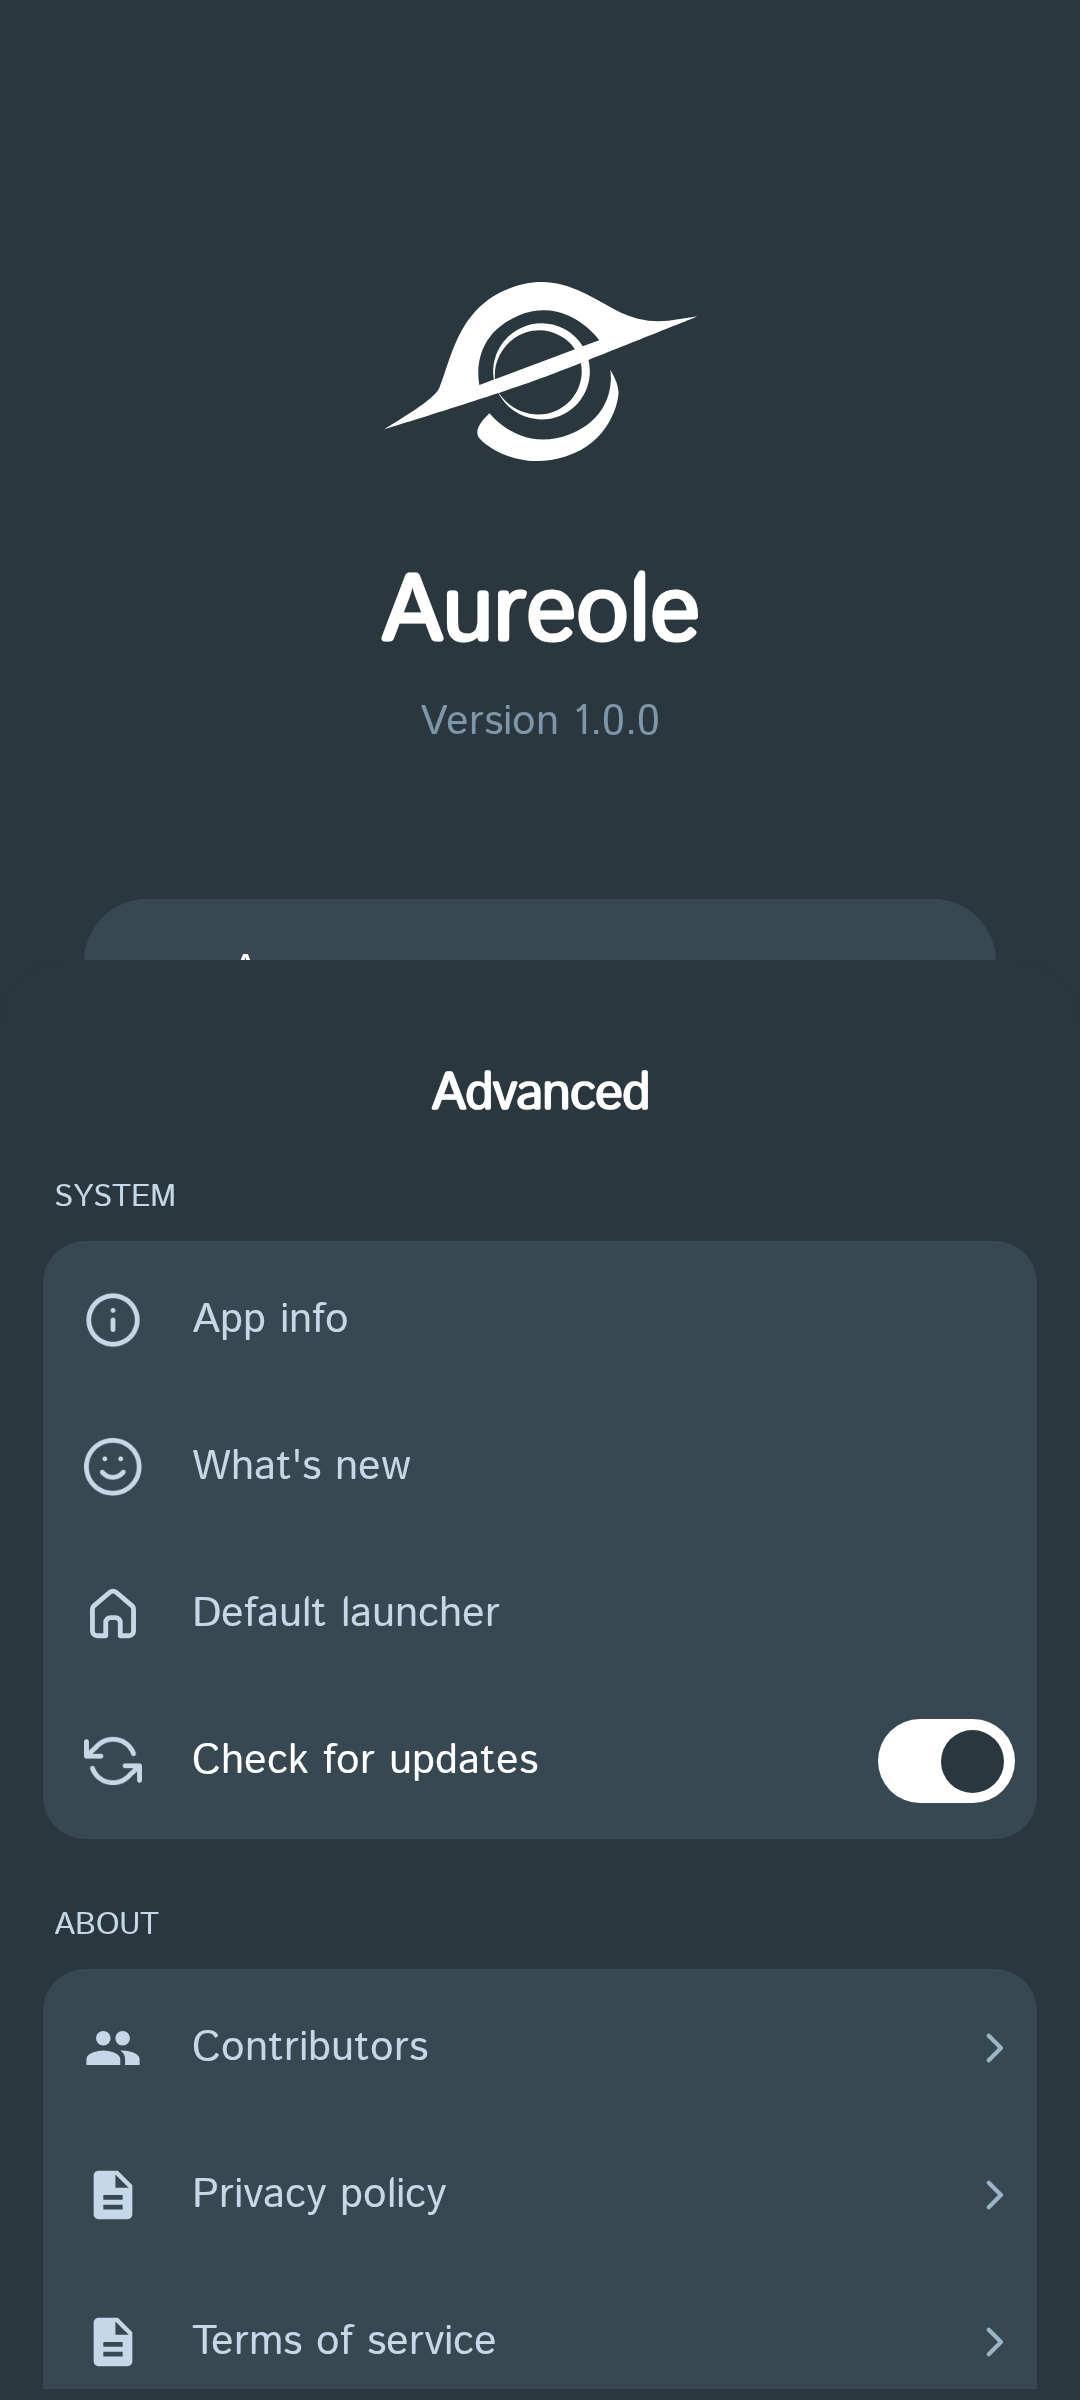 Aureole
Version 1.0.0
Advanced
SYSTEM
App info
What's new
Default launcher
Check for updates
ABOUT
Contributors
Privacy policy
Terms of service